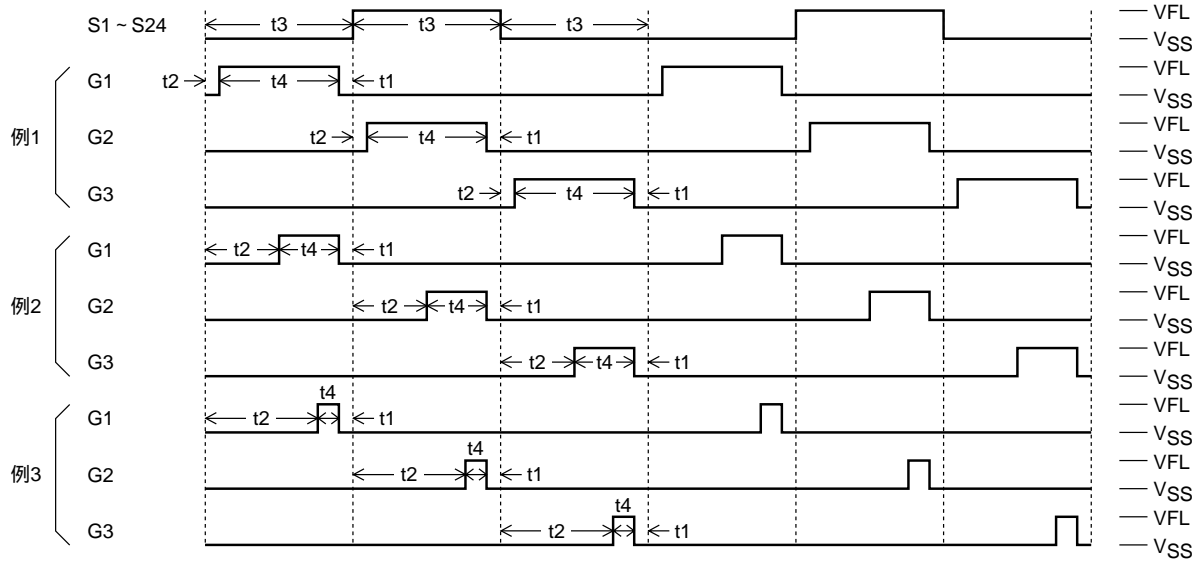 S1 ~ S24 t3 t3 t3 VFL
VSS
例1
G1 t2 t4 t1 VFL
VSS
G2 t2 t4 t1 VFL
VSS
G3 t2 t4 t1 VFL
VSS
例2
G1 t2 t4 t1 VFL
VSS
G2 t2 t4 t1 VFL
VSS
G3 t2 t4 t1 VFL
VSS
例3
G1 t2 t4 t1 VFL
VSS
G2 t2 t4 t1 VFL
VSS
G3 t2 t4 t1 VFL
VSS